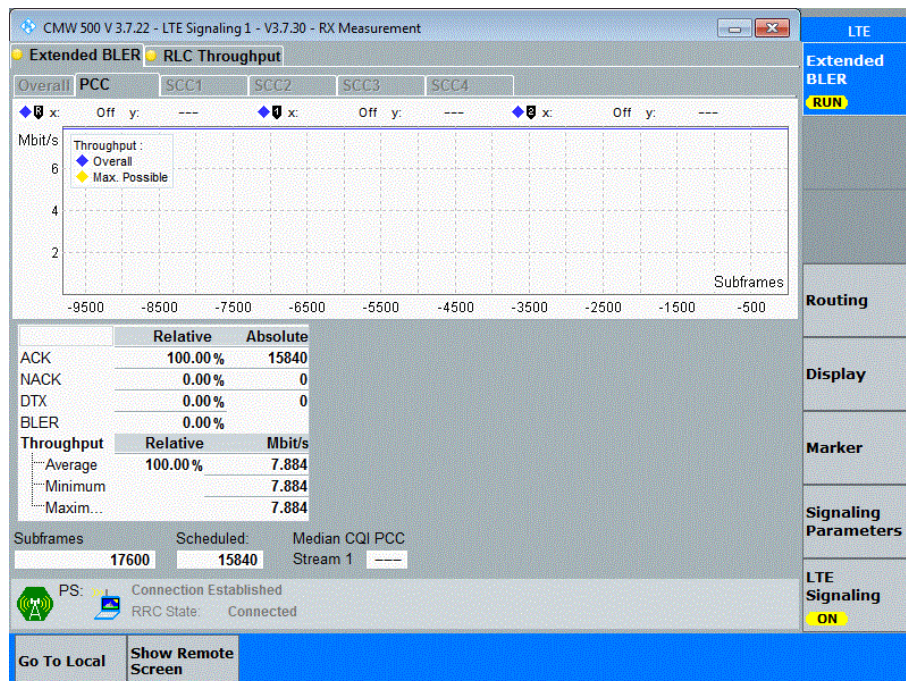 CMW 500 V 3.7.22 - LTE Signaling 1 - V3.7.30 - RX Measurement
LTE
Extended BLER RLC Throughput
Extended
BLER
RUN
Overall PCC SCC1 SCC2 SCC3 SCC4
R x: Off y: --- 1 x: Off y: --- 2 x: Off y: ---
Mbit/s
Throughput :
Overall
Max. Possible
6
4
2
Subframes
-9500 -8500 -7500 -6500 -5500 -4500 -3500 -2500 -1500 -500
Routing
Relative Absolute
ACK 100.00 % 15840
NACK 0.00 % 0
DTX 0.00 % 0
BLER 0.00 %
Throughput Relative Mbit/s
Average 100.00 % 7.884
Minimum 7.884
Maxim... 7.884
Display
Marker
Signaling
Parameters
Subframes Scheduled: Median CQI PCC
17600 15840 Stream 1 ---
PS: Connection Established
RRC State: Connected
LTE
Signaling
ON
Go To Local
Show Remote
Screen